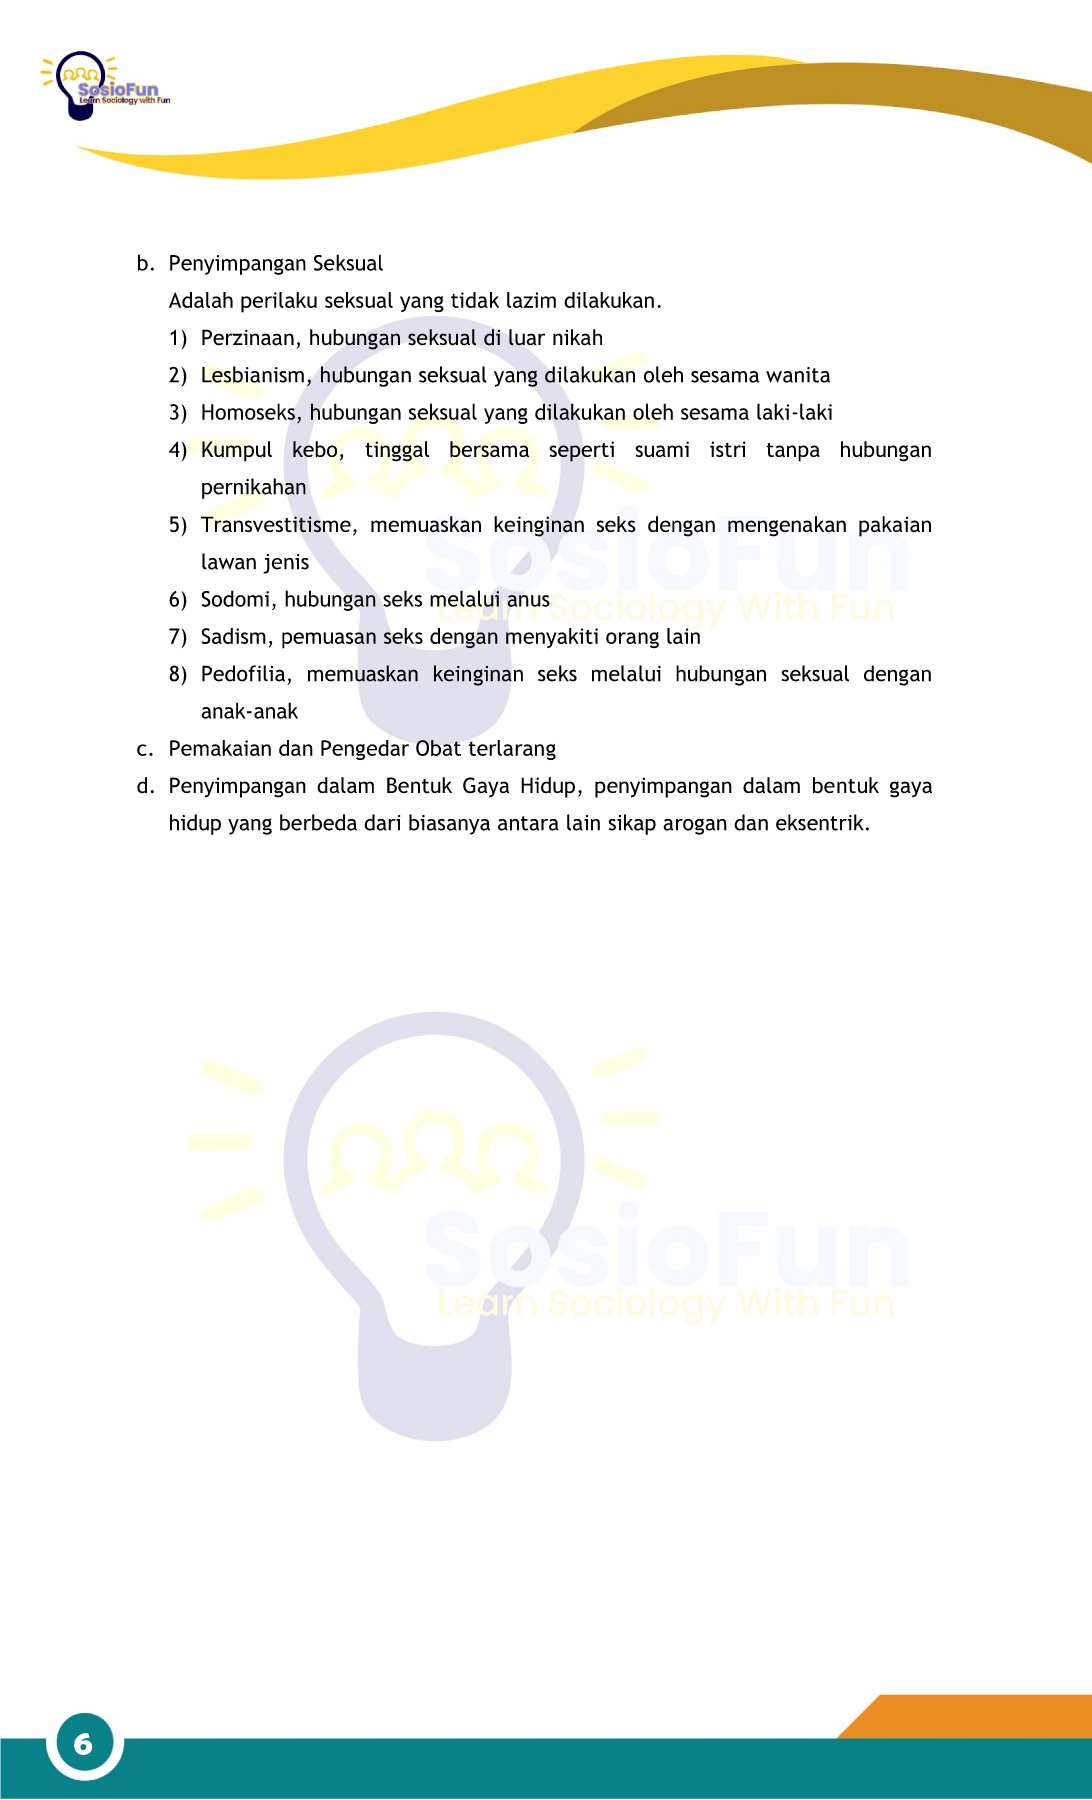 SosioFun
Learn Sociology with Fun
b. Penyimpangan Seksual
Adalah perilaku seksual yang tidak lazim dilakukan.
1) Perzinaan, hubungan seksual di luar nikah
2) Lesbianism, hubungan seksual yang dilakukan oleh sesama wanita
3) Homoseks, hubungan seksual yang dilakukan oleh sesama laki-laki
4) Kumpul kebo, tinggal bersama seperti suami istri tanpa hubungan
pernikahan
5) Transvestitisme, memuaskan keinginan seks dengan mengenakan pakaian
lawan jenis
6) Sodomi, hubungan seks melalui anus
7) Sadism, pemuasan seks dengan menyakiti orang lain
8) Pedofilia, memuaskan keinginan seks melalui hubungan seksual dengan
anak-anak
c. Pemakaian dan Pengedar Obat terlarang
d. Penyimpangan dalam Bentuk Gaya Hidup, penyimpangan dalam bentuk gaya
hidup yang berbeda dari biasanya antara lain sikap arogan dan eksentrik.
SosioFun
Learn Sociology With Fun
SosioFun
Learn Sociology With Fun
6